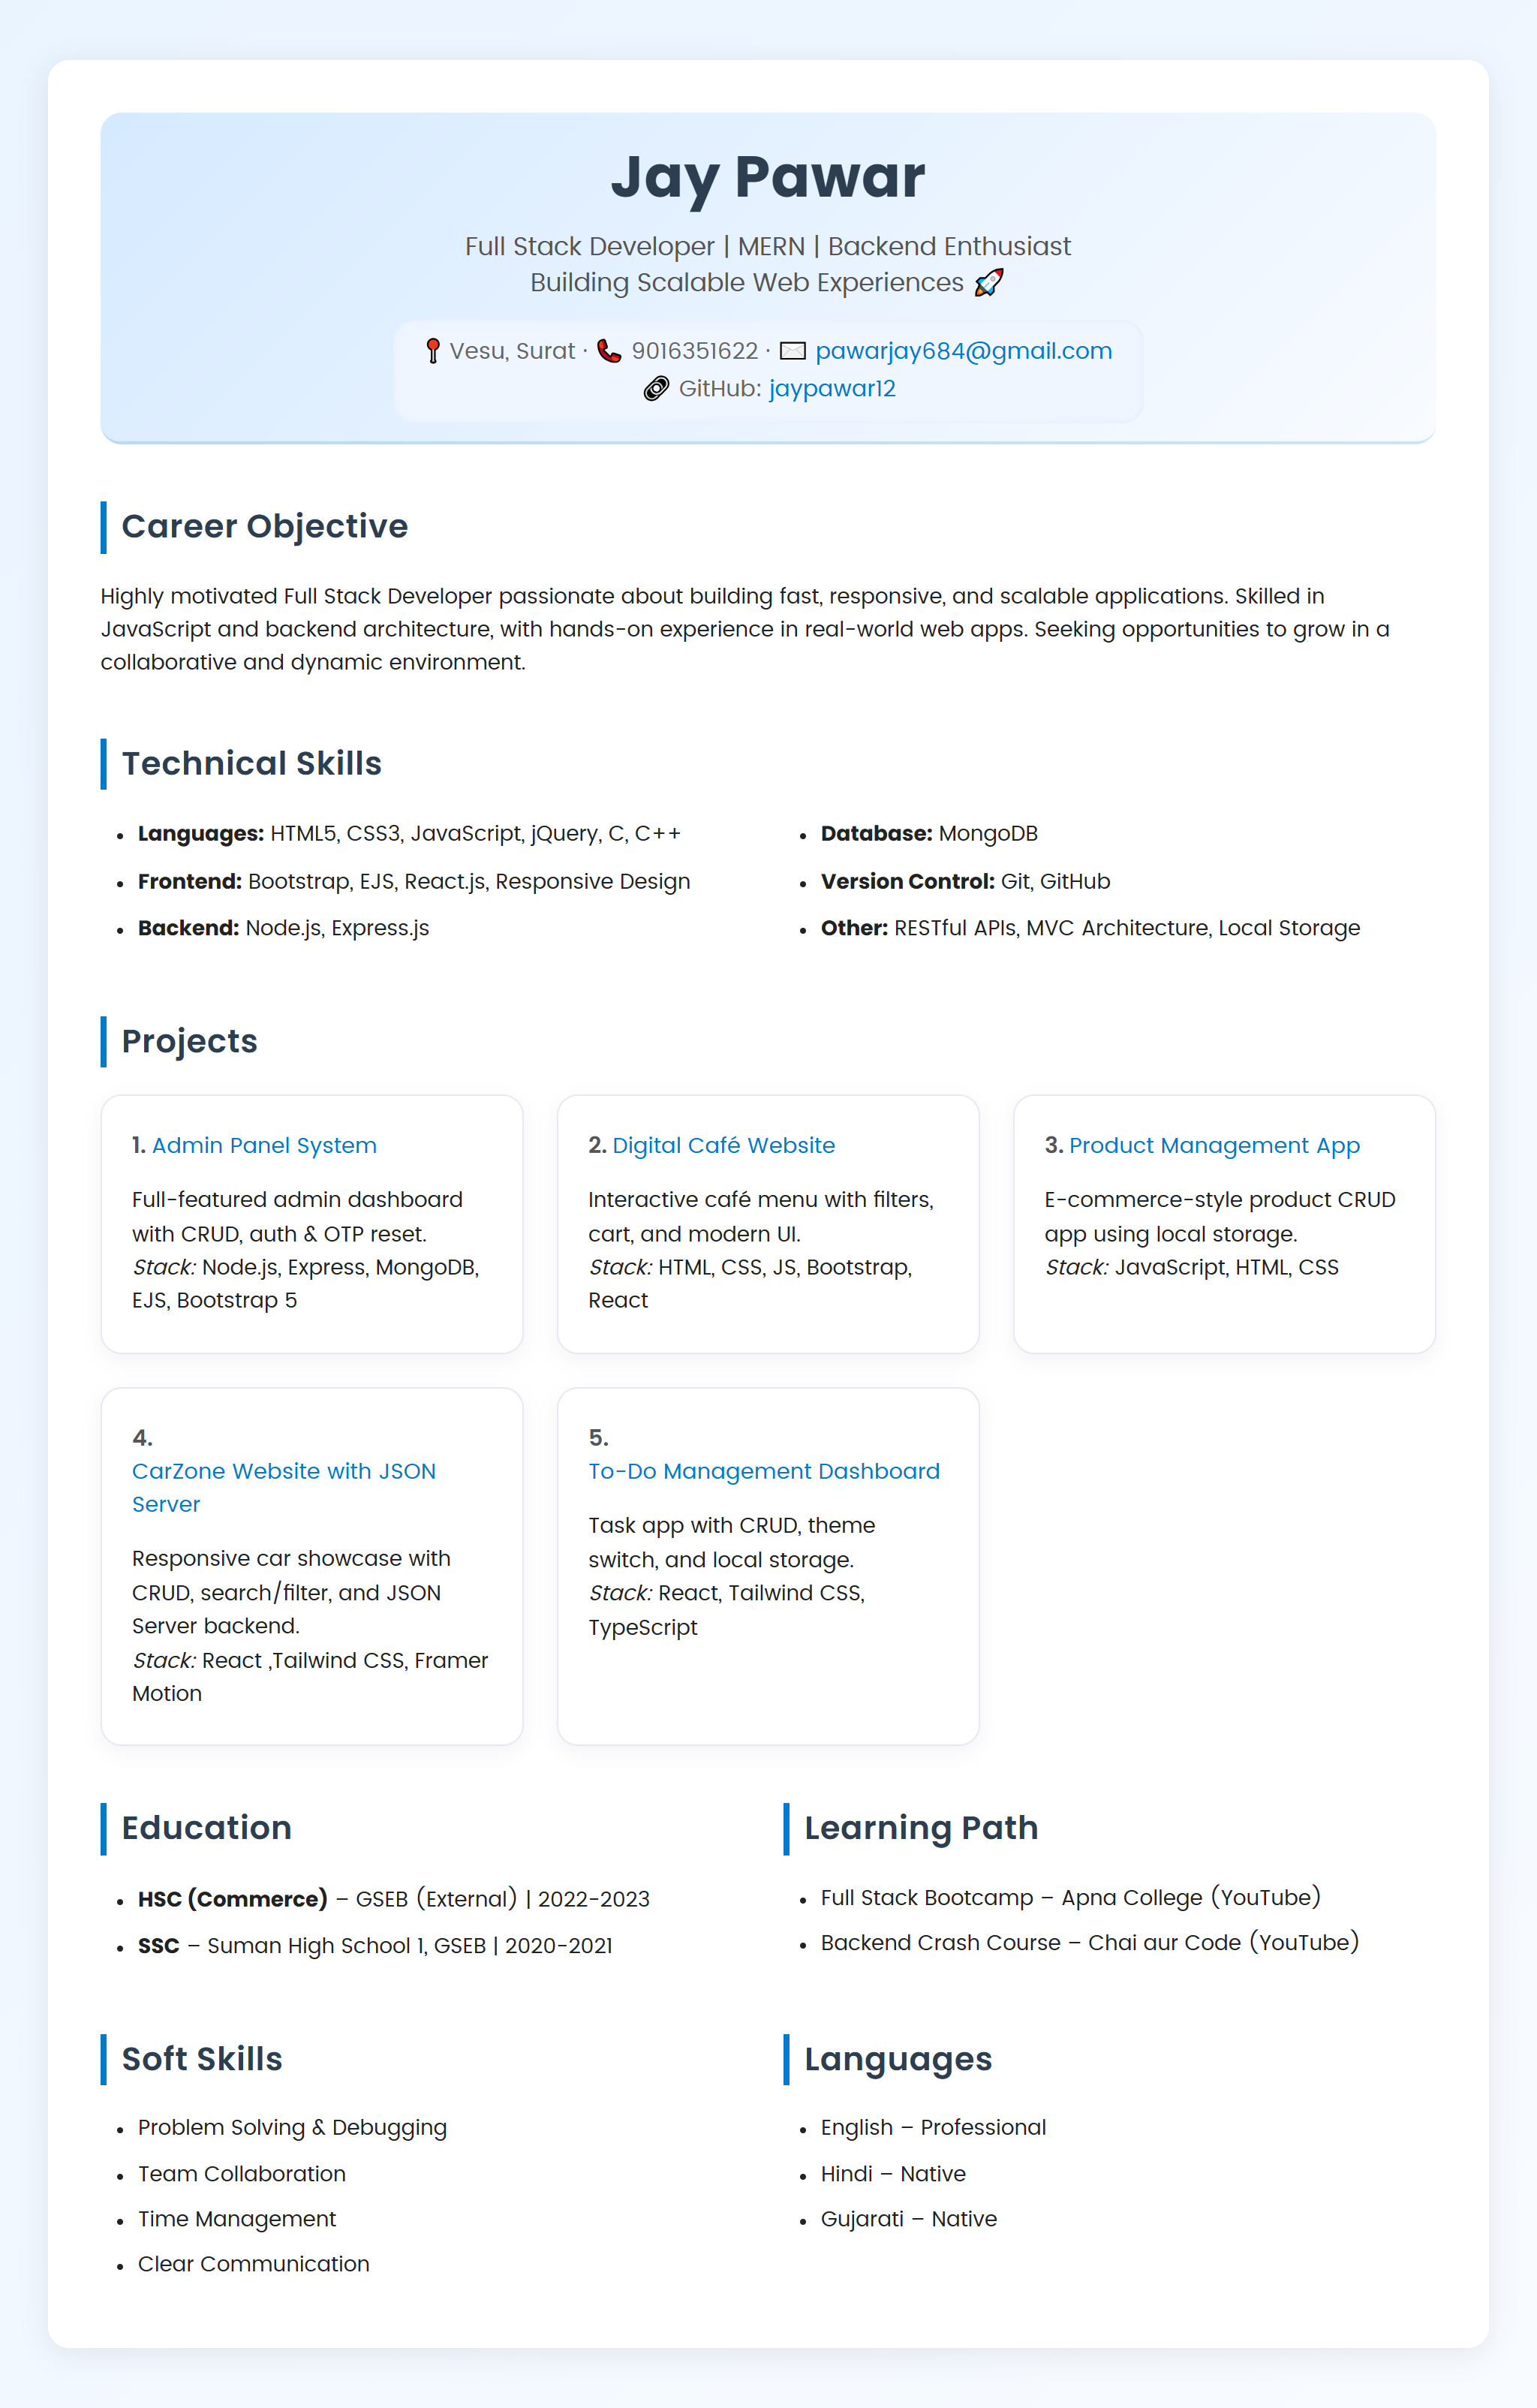 Jay Pawar
Full Stack Developer | MERN | Backend Enthusiast
Building Scalable Web Experiences 🚀
📍 Vesu, Surat · 📞 9016351622 · ✉️ pawarjay684@gmail.com
🔗 GitHub: jaypawar12
Career Objective
Highly motivated Full Stack Developer passionate about building fast, responsive, and scalable applications. Skilled in
JavaScript and backend architecture, with hands-on experience in real-world web apps. Seeking opportunities to grow in a
collaborative and dynamic environment.
Technical Skills
• Languages: HTML5, CSS3, JavaScript, jQuery, C, C++
• Frontend: Bootstrap, EJS, React.js, Responsive Design
• Backend: Node.js, Express.js
• Database: MongoDB
• Version Control: Git, GitHub
• Other: RESTful APIs, MVC Architecture, Local Storage
Projects
1. Admin Panel System
Full-featured admin dashboard
with CRUD, auth & OTP reset.
Stack: Node.js, Express, MongoDB,
EJS, Bootstrap 5
2. Digital Café Website
Interactive café menu with filters,
cart, and modern UI.
Stack: HTML, CSS, JS, Bootstrap,
React
3. Product Management App
E-commerce-style product CRUD
app using local storage.
Stack: JavaScript, HTML, CSS
4.
CarZone Website with JSON
Server
Responsive car showcase with
CRUD, search/filter, and JSON
Server backend.
Stack: React ,Tailwind CSS, Framer
Motion
5.
To-Do Management Dashboard
Task app with CRUD, theme
switch, and local storage.
Stack: React, Tailwind CSS,
TypeScript
Education
• HSC (Commerce) – GSEB (External) | 2022-2023
• SSC – Suman High School 1, GSEB | 2020-2021
Learning Path
• Full Stack Bootcamp – Apna College (YouTube)
• Backend Crash Course – Chai aur Code (YouTube)
Soft Skills
• Problem Solving & Debugging
• Team Collaboration
• Time Management
• Clear Communication
Languages
• English – Professional
• Hindi – Native
• Gujarati – Native